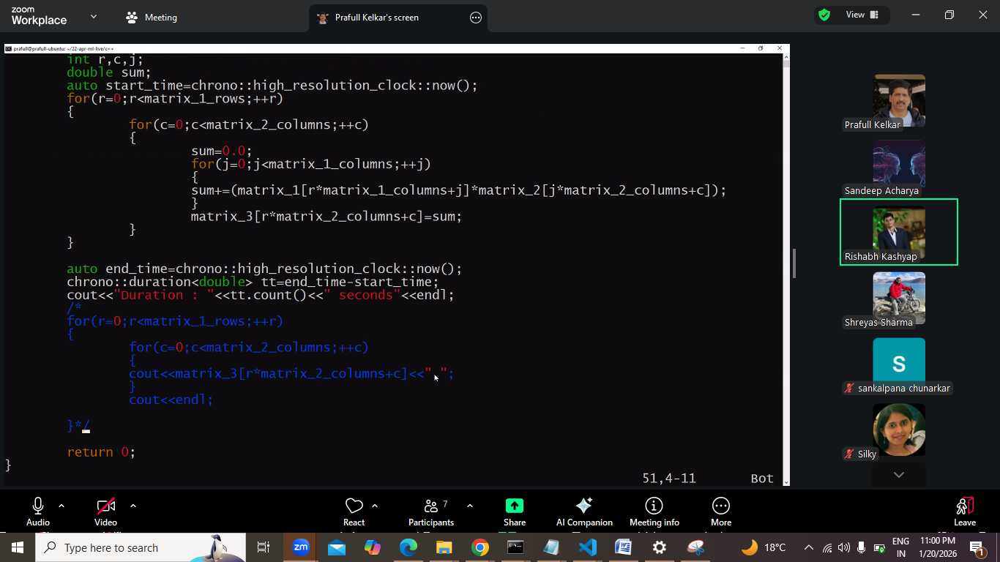 zoom
Workplace
Meeting
Prafull Kelkar's screen
View
prafull@prafull-ubuntu: ~/22-apr-ml-live/c++
int r,c,j;
double sum;
auto start_time=chrono::high_resolution_clock::now();
for(r=0;r<matrix_1_rows;++r)
{
for(c=0;c<matrix_2_columns;++c)
{
sum=0.0;
for(j=0;j<matrix_1_columns;++j)
{
sum+=(matrix_1[r*matrix_1_columns+j]*matrix_2[j*matrix_2_columns+c]);
}
matrix_3[r*matrix_2_columns+c]=sum;
}
}
auto end_time=chrono::high_resolution_clock::now();
chrono::duration<double> tt=end_time-start_time;
cout<<"Duration : "<<tt.count()<<" seconds"<<endl;
/*
for(r=0;r<matrix_1_rows;++r)
{
for(c=0;c<matrix_2_columns;++c)
{
cout<<matrix_3[r*matrix_2_columns+c]<<" ";
}
cout<<endl;
}*/
return 0;
}
51,4-11 Bot
Prafull Kelkar
Sandeep Acharya
Rishabh Kashyap
Shreyas Sharma
S
sankalpana chunarkar
Silky
Audio
Video
React
7
Participants
Share
AI Companion
Meeting info
More
Leave
Type here to search
zm
18°C
ENG
IN
11:00 PM
1/20/2026
1